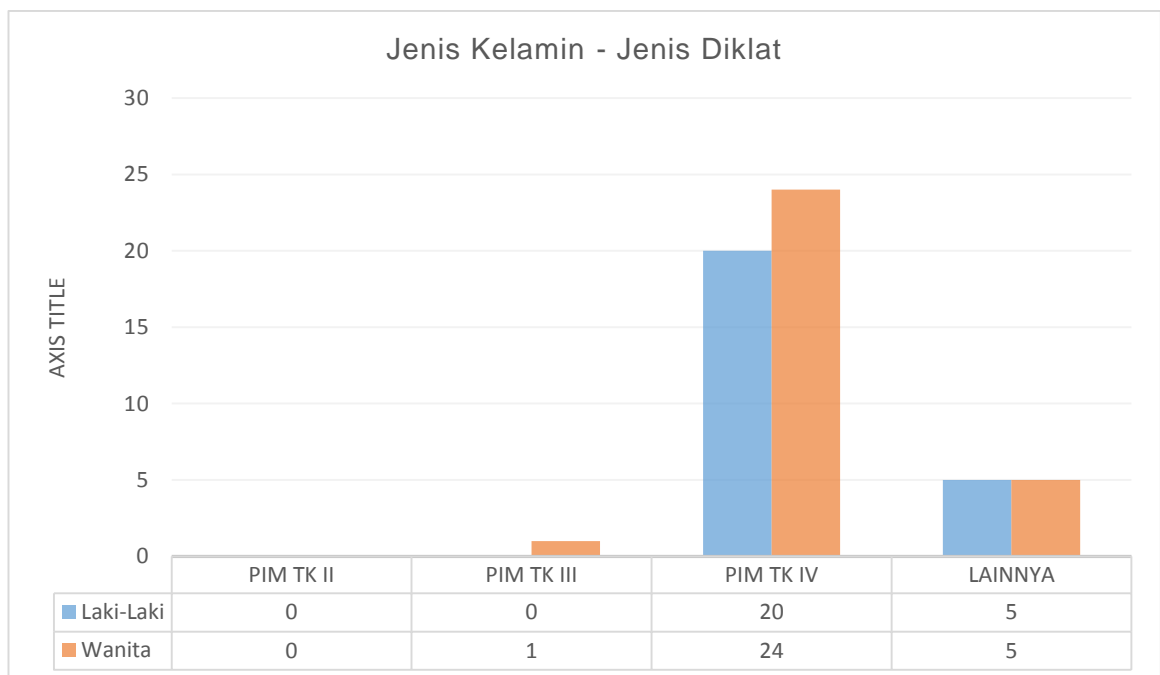 Jenis Kelamin - Jenis Diklat
30
25
20
15
10
5
0
AXIS TITLE
PIM TK II PIM TK III PIM TK IV LAINNYA
Laki-Laki 0 0 20 5
Wanita 0 1 24 5